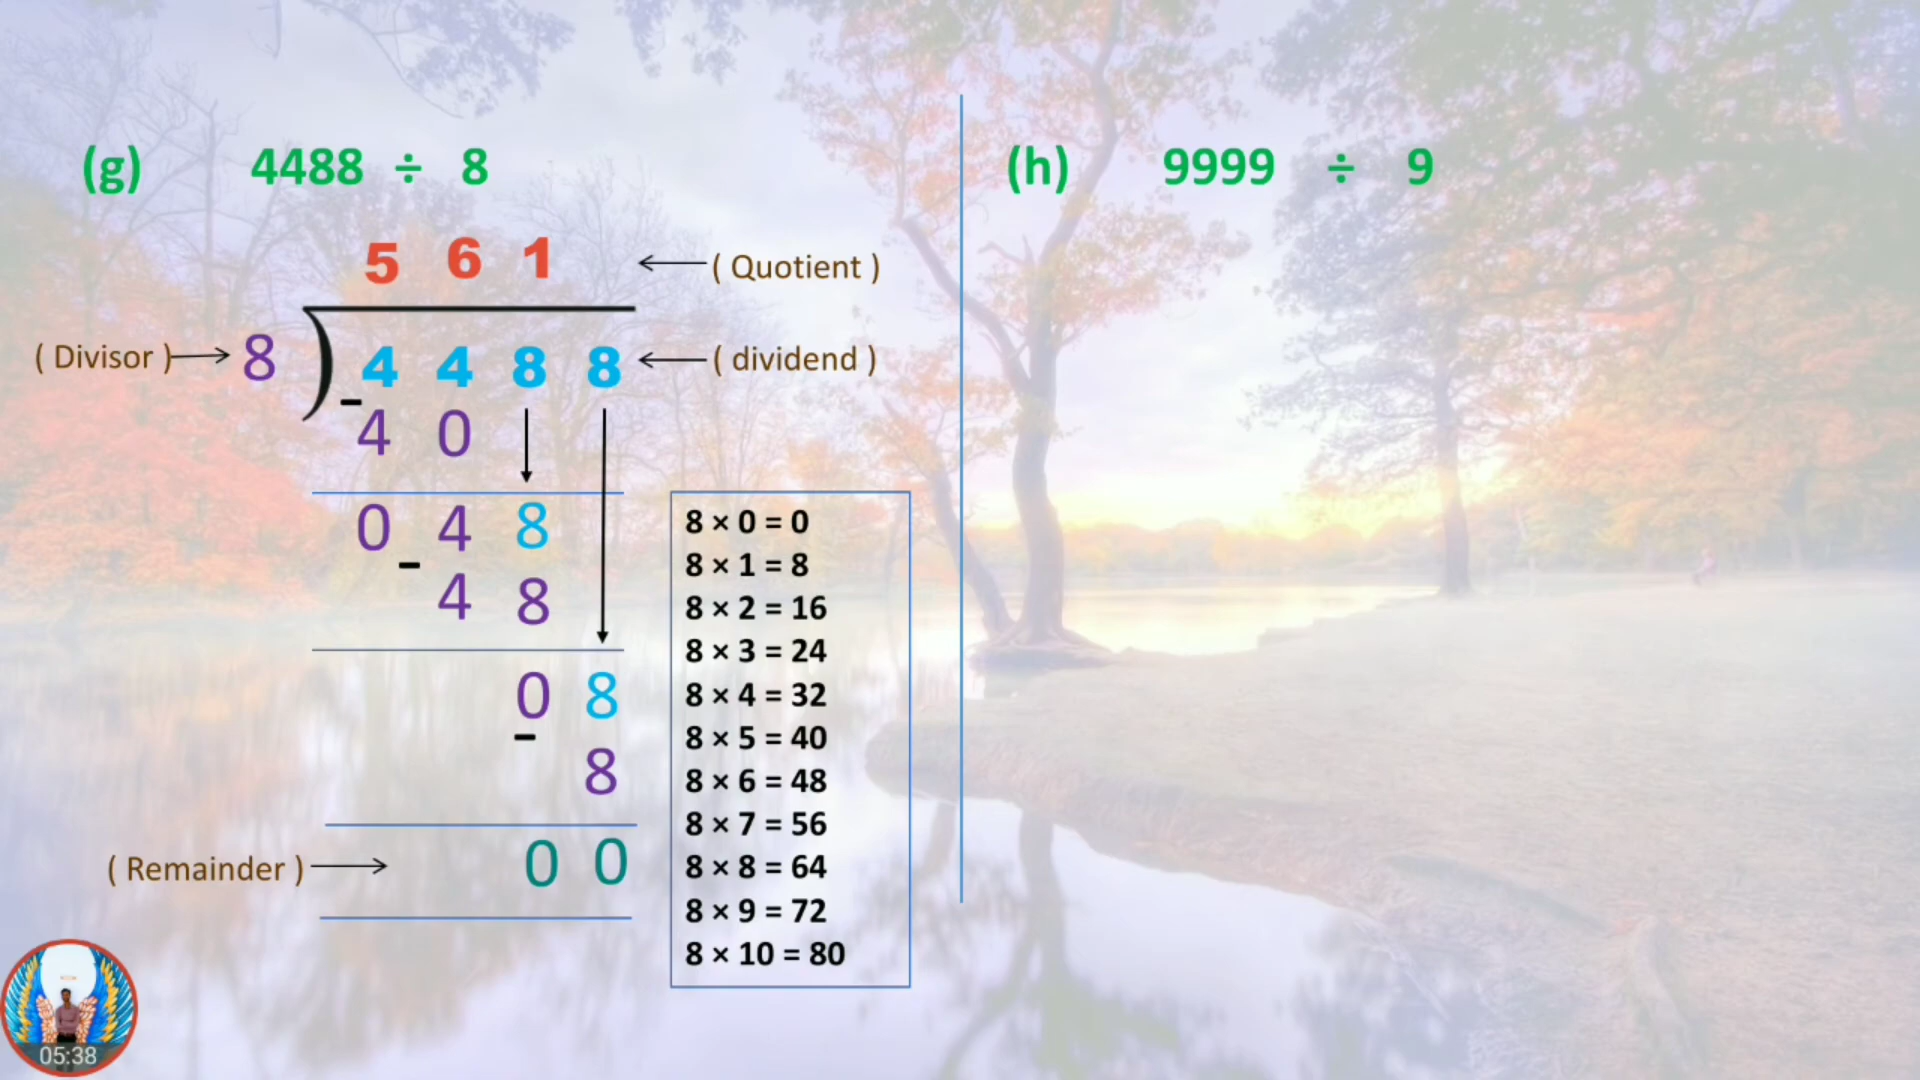 (g) 4488 ÷ 8
5 6 1 ( Quotient )
( Divisor ) 8 ) 4 4 8 8 ( dividend )
- 4 0
0 4 8
- 4 8
0 8
- 8
( Remainder ) 0 0
8 × 0 = 0
8 × 1 = 8
8 × 2 = 16
8 × 3 = 24
8 × 4 = 32
8 × 5 = 40
8 × 6 = 48
8 × 7 = 56
8 × 8 = 64
8 × 9 = 72
8 × 10 = 80
(h) 9999 ÷ 9
05:38